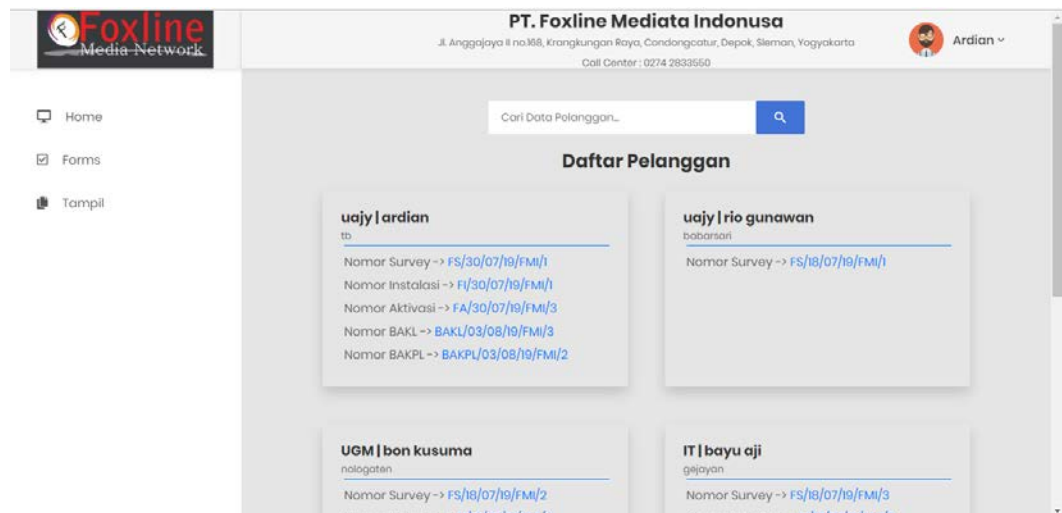 Foxline
Media Network
PT. Foxline Mediata Indonusa
Jl. Anggajaya II no.168, Krangkungan Raya, Condongcatur, Depok, Sleman, Yogyakarta
Call Center : 0274 2833550
Ardian
Home
Forms
Tampil
Cari Data Pelanggan...
Daftar Pelanggan
uajy | ardian
tb
Nomor Survey -> FS/30/07/19/FMI/1
Nomor Instalasi -> FI/30/07/19/FMI/1
Nomor Aktivasi -> FA/30/07/19/FMI/3
Nomor BAKL -> BAKL/03/08/19/FMI/3
Nomor BAKPL -> BAKPL/03/08/19/FMI/2
uajy | rio gunawan
babarsari
Nomor Survey -> FS/18/07/19/FMI/1
UGM | bon kusuma
nologaten
Nomor Survey -> FS/18/07/19/FMI/2
IT | bayu aji
gejayan
Nomor Survey -> FS/18/07/19/FMI/3